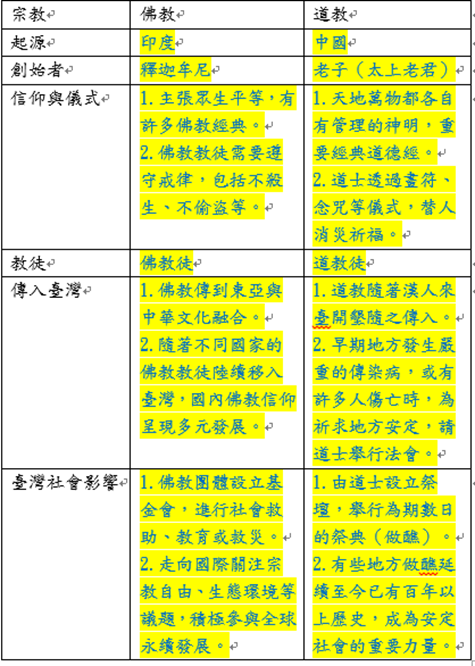 宗教 佛教 道教
起源 印度 中國
創始者 釋迦牟尼 老子（太上老君）
信仰與儀式
1.主張眾生平等，有
許多佛教經典。
2.佛教教徒需要遵
守戒律，包括不殺
生、不偷盜等。
1.天地萬物都各自
有管理的神明，重
要經典道德經。
2.道士透過畫符、
念咒等儀式，替人
消災祈福。
教徒 佛教徒 道教徒
傳入臺灣
1.佛教傳到東亞與
中華文化融合。
2.隨著不同國家的
佛教教徒陸續移入
臺灣，國內佛教信仰
呈現多元發展。
1.道教隨著漢人來
臺開墾隨之傳入。
2.早期地方發生嚴
重的傳染病，或有
許多人傷亡時，為
祈求地方安定，請
道士舉行法會。
臺灣社會影響
1.佛教團體設立基
金會，進行社會救
助、教育或救災。
2.走向國際關注宗
教自由、生態環境等
議題，積極參與全球
永續發展。
1.由道士設立祭
壇，舉行為期數日
的祭典（做醮）。
2.有些地方做醮延
續至今已有百年以
上歷史，成為安定
社會的重要力量。